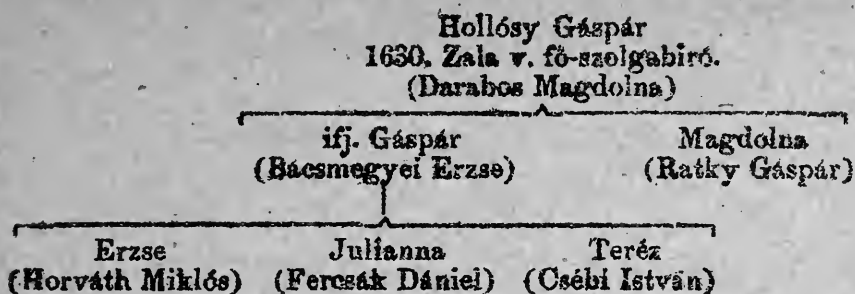 Hollósy Gáspár
1630. Zala v. fő-szolgabiró.
(Darabos Magdolna)
ifj. Gáspár Magdolna
(Bácsmegyei Erzse) (Ratky Gáspár)
Erzse Julianna Teréz
(Horváth Miklós) (Fercsák Dániel) (Csébi István)